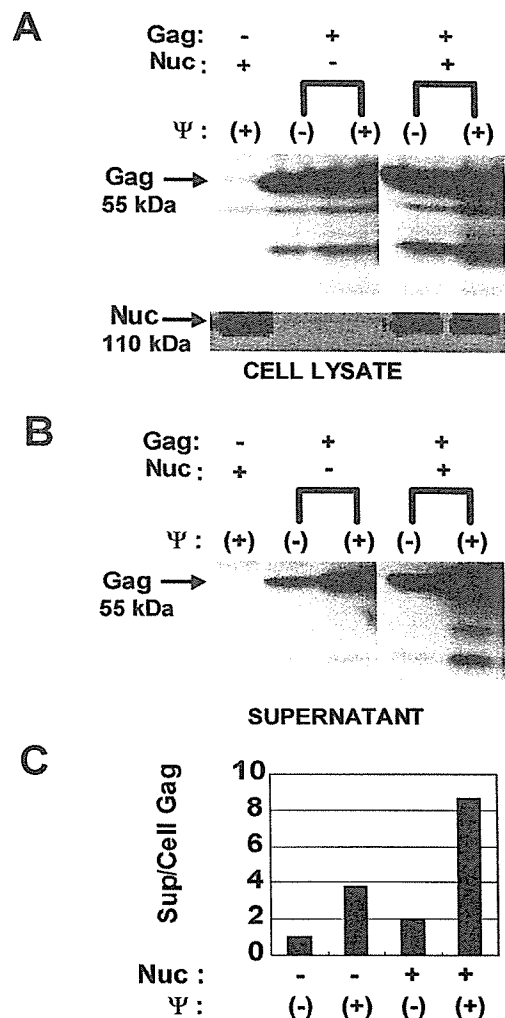 A
Gag: - + +
Nuc : + - +
Ψ : (+) (-) (+) (-) (+)
Gag
55 kDa
Nuc
110 kDa
CELL LYSATE
B
Gag: - + +
Nuc : + - +
Ψ : (+) (-) (+) (-) (+)
Gag
55 kDa
SUPERNATANT
C
Sup/Cell Gag
10
8
6
4
2
0
Nuc : - - + +
Ψ : (-) (+) (-) (+)